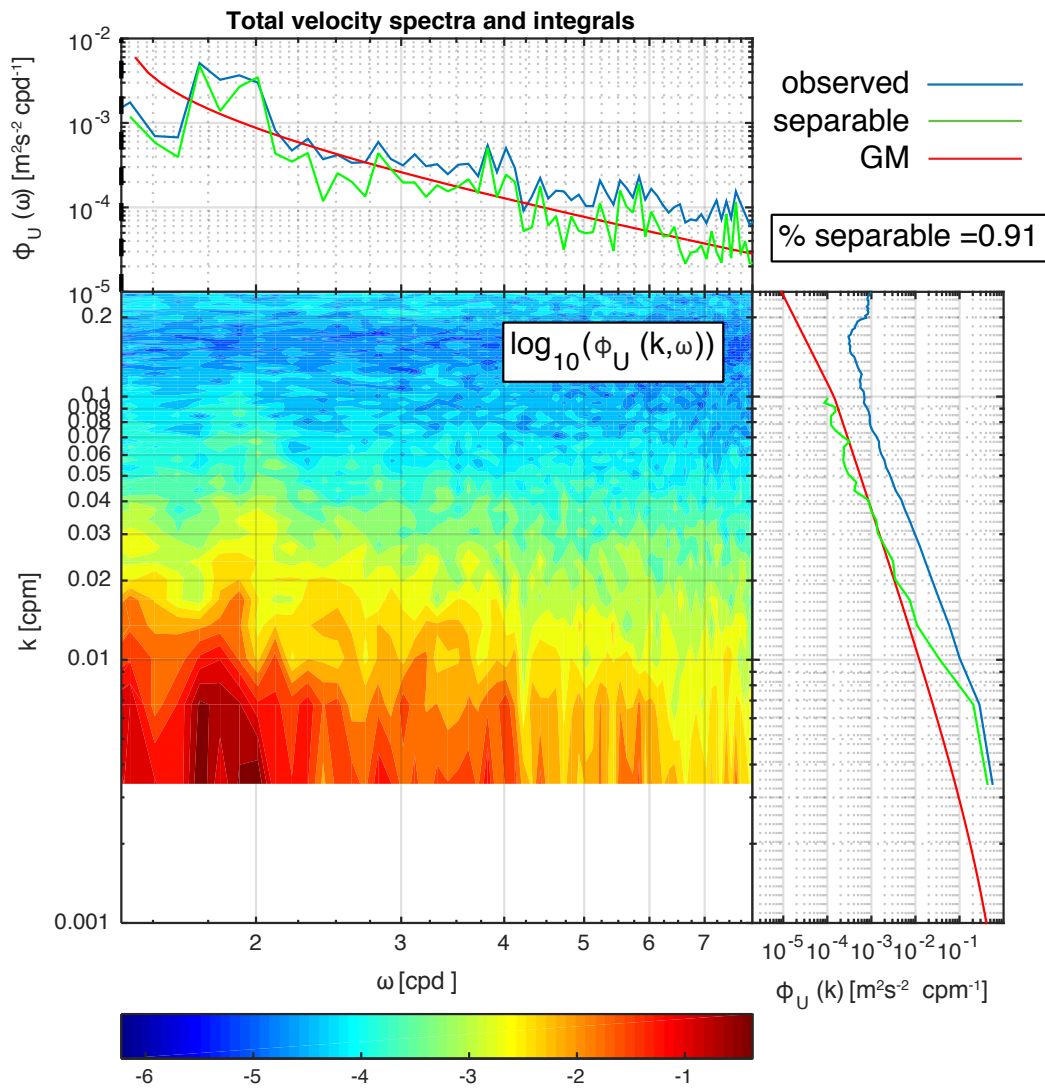 Total velocity spectra and integrals
10⁻²
10⁻³
10⁻⁴
10⁻⁵
ϕ_U (ω) [m²s⁻² cpd⁻¹]
observed
separable
GM
% separable =0.91
log₁₀(ϕ_U (k,ω))
0.2
0.1
0.09
0.08
0.07
0.06
0.05
0.04
0.03
0.02
0.01
0.001
k [cpm]
2 3 4 5 6 7
ω [cpd ]
10⁻⁵ 10⁻⁴ 10⁻³ 10⁻² 10⁻¹
ϕ_U (k) [m²s⁻² cpm⁻¹]
-6 -5 -4 -3 -2 -1